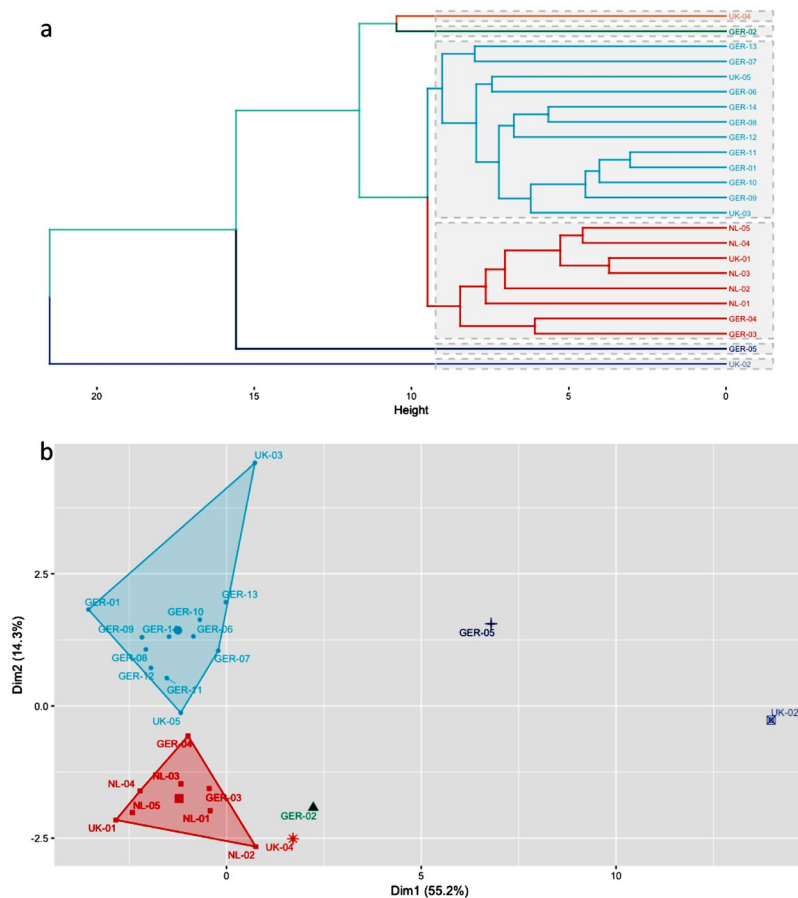 a
UK-04
GER-02
GER-13
GER-07
UK-05
GER-06
GER-14
GER-08
GER-12
GER-11
GER-01
GER-10
GER-09
UK-03
NL-05
NL-04
UK-01
NL-03
NL-02
NL-01
GER-04
GER-03
GER-05
UK-02
20 15 10 5 0
Height
b
UK-03
2.5
GER-01
GER-13
GER-10
GER-09 GER-14 GER-06
GER-05
GER-08
GER-07
GER-12
GER-11
0.0
UK-05
UK-02
GER-04
NL-03
NL-04
GER-03
NL-05
NL-01
GER-02
UK-01
-2.5
UK-04
NL-02
0 5 10
Dim1 (55.2%)
Dim2 (14.3%)